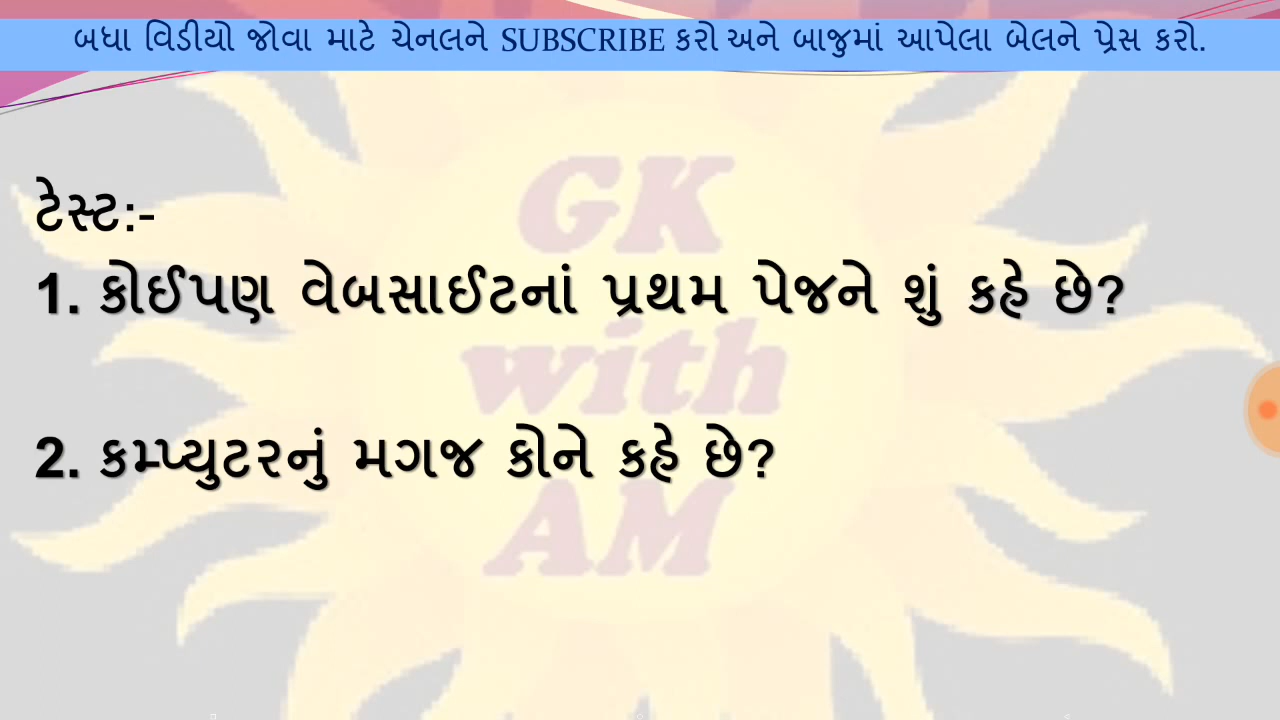 બધા વિડીયો જોવા માટે ચેનલને SUBSCRIBE કરો અને બાજુમાં આપેલા બેલને પ્રેસ કરો.
ટેસ્ટ:-
1. કોઈપણ વેબસાઈટનાં પ્રથમ પેજને શું કહે છે?
2. કમ્પ્યુટરનું મગજ કોને કહે છે?
GK
with
AM